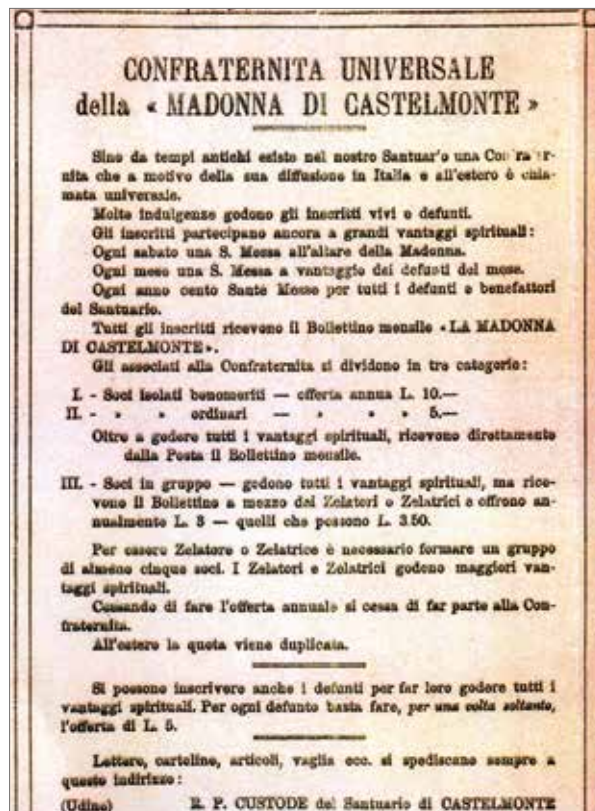 CONFRATERNITA UNIVERSALE
della « MADONNA DI CASTELMONTE »
Sino da tempi antichi esiste nel nostro Santuar'o una Con ra er-
nita che a motivo della sua diffusione in Italia e all'estero è chia-
mata universale.
Molte indulgenze godono gli inscritti vivi e defunti.
Gli inscritti partecipano ancora a grandi vantaggi spirituali:
Ogni sabato una S. Messa all'altare della Madonna.
Ogni mese una S. Messa a vantaggio dei defunti del mese.
Ogni anno cento Sante Messe per tutti i defunti e benefattori
del Santuario.
Tutti gli inscritti ricevono il Bollettino mensile «LA MADONNA
DI CASTELMONTE».
Gli associati alla Confraternita si dividono in tre categorie:
I. - Soci isolati benemeriti — offerta annua L. 10.—
II. - » » ordinari — » » » 5.—
Oltre a godere tutti i vantaggi spirituali, ricevono direttamente
dalla Posta il Bollettino mensile.
III. - Soci in gruppo — godono tutti i vantaggi spirituali, ma rice-
vono il Bollettino a mezzo dei Zelatori o Zelatrici e offrono an-
nualmente L. 3 — quelli che possono L. 3.50.
Per essere Zelatore o Zelatrice è necessario formare un gruppo
di almeno cinque soci. I Zelatori e Zelatrici godono maggiori van-
taggi spirituali.
Cessando di fare l'offerta annuale si cessa di far parte alla Con-
fraternita.
All'estero la quota viene duplicata.
Si possono inscrivere anche i defunti per far loro godere tutti i
vantaggi spirituali. Per ogni defunto basta fare, per una volta soltanto,
l'offerta di L. 5.
Lettere, cartoline, articoli, vaglia ecc. si spediscano sempre a
questo indirizzo:
(Udine) R. P. CUSTODE del Santuario di CASTELMONTE